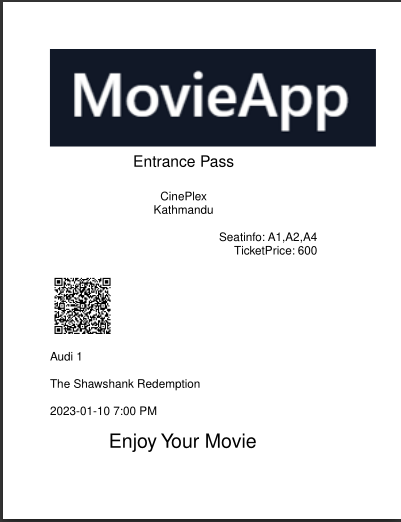 MovieApp
Entrance Pass
CinePlex
Kathmandu
Seatinfo: A1,A2,A4
TicketPrice: 600
Audi 1
The Shawshank Redemption
2023-01-10 7:00 PM
Enjoy Your Movie